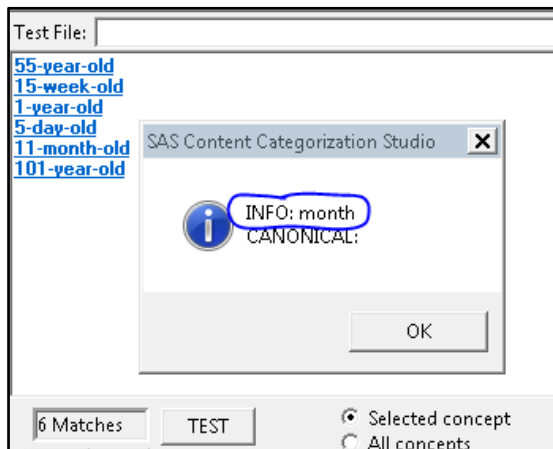 Test File:
55-year-old
15-week-old
1-year-old
5-day-old
11-month-old
101-year-old
SAS Content Categorization Studio
INFO: month
CANONICAL:
OK
6 Matches
TEST
Selected concept
All concepts